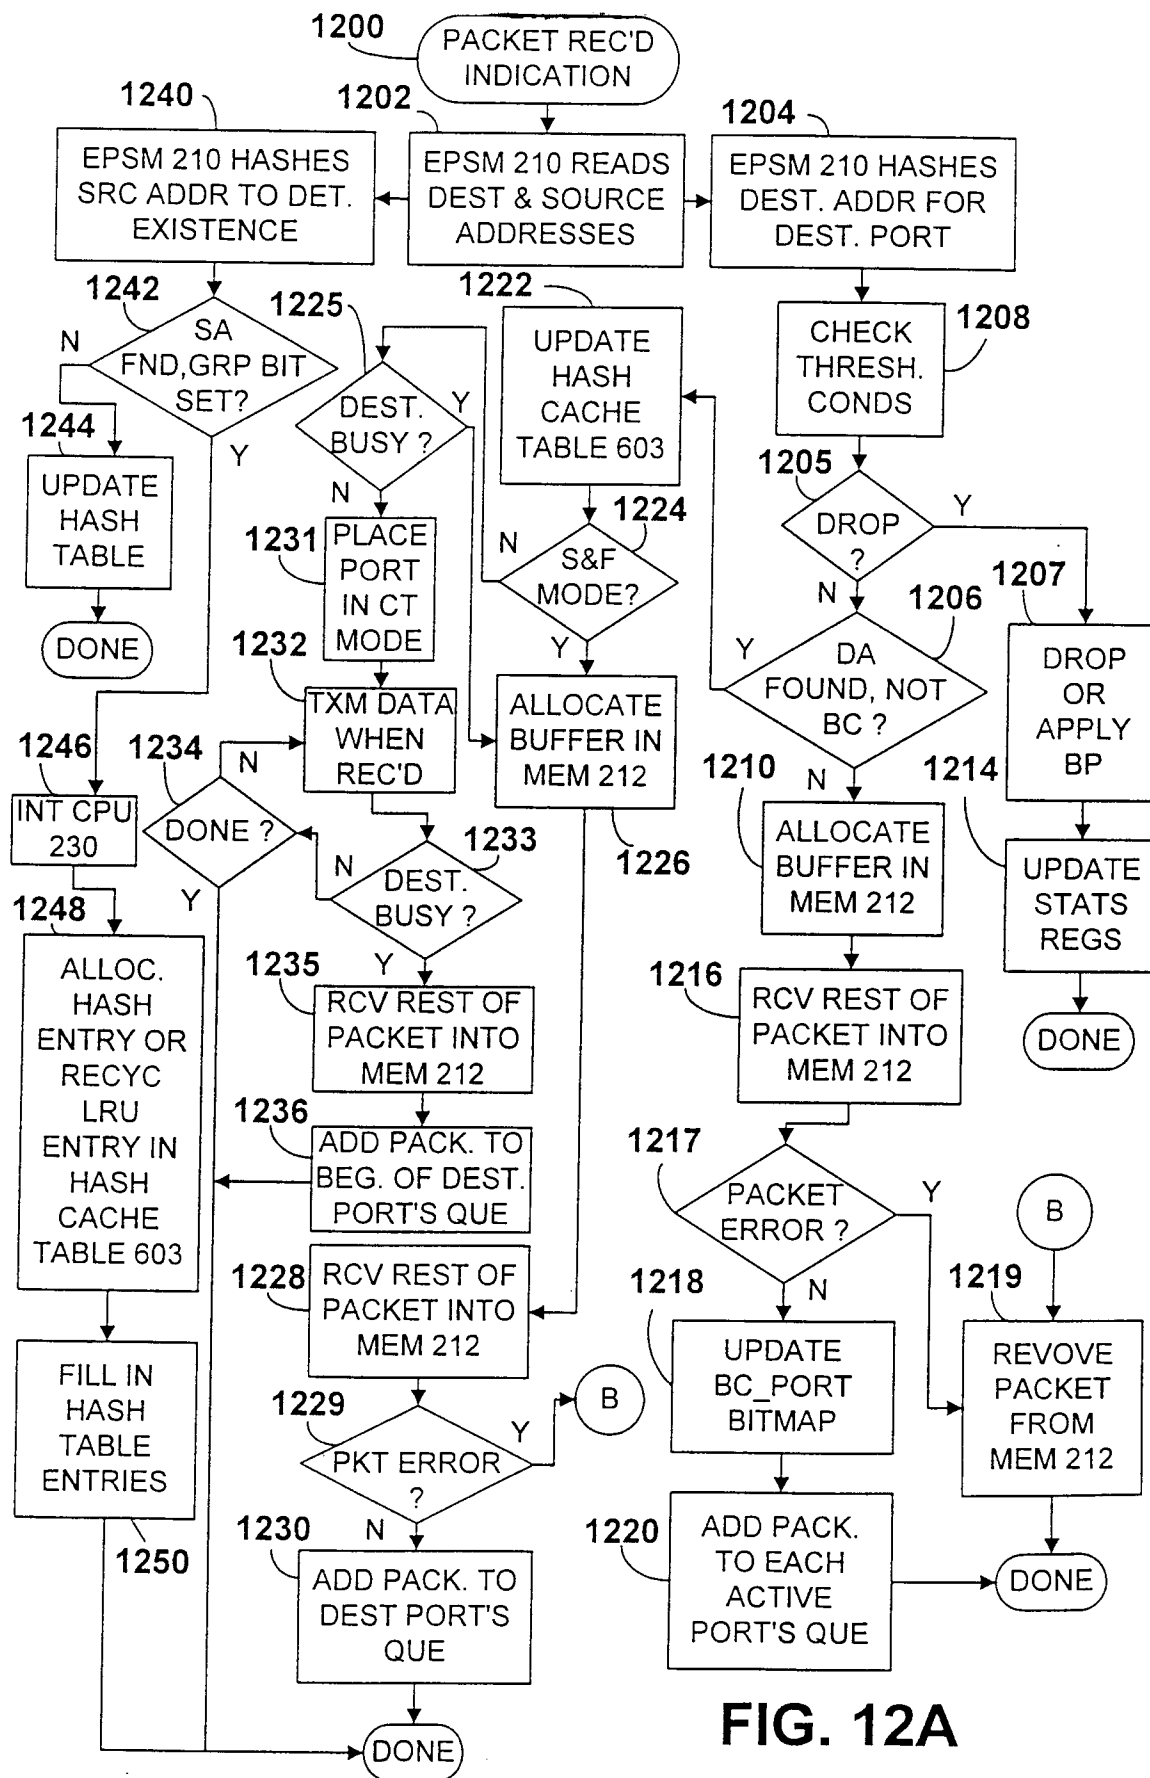 1200
PACKET REC'D
INDICATION
1240
1202
1204
EPSM 210 HASHES
SRC ADDR TO DET.
EXISTENCE
EPSM 210 READS
DEST & SOURCE
ADDRESSES
EPSM 210 HASHES
DEST. ADDR FOR
DEST. PORT
1242
SA
FND,GRP BIT
SET?
N
Y
1244
UPDATE
HASH
TABLE
DONE
1225
DEST.
BUSY ?
Y
N
1222
UPDATE
HASH
CACHE
TABLE 603
1208
CHECK
THRESH.
CONDS
1205
DROP
?
Y
N
1224
S&F
MODE?
N
Y
1231
PLACE
PORT
IN CT
MODE
1207
DROP
OR
APPLY
BP
1206
DA
FOUND, NOT
BC ?
Y
N
1232
TXM DATA
WHEN
REC'D
ALLOCATE
BUFFER IN
MEM 212
1226
1246
INT CPU
230
1234
DONE ?
N
Y
1233
DEST.
BUSY ?
N
Y
1210
ALLOCATE
BUFFER IN
MEM 212
1214
UPDATE
STATS
REGS
DONE
1248
ALLOC.
HASH
ENTRY OR
RECYC
LRU
ENTRY IN
HASH
CACHE
TABLE 603
1235
RCV REST OF
PACKET INTO
MEM 212
1216
RCV REST OF
PACKET INTO
MEM 212
1236
ADD PACK. TO
BEG. OF DEST.
PORT'S QUE
1217
PACKET
ERROR ?
Y
N
B
1228
RCV REST OF
PACKET INTO
MEM 212
1218
UPDATE
BC_PORT
BITMAP
1219
REVOVE
PACKET
FROM
MEM 212
FILL IN
HASH
TABLE
ENTRIES
1250
1229
PKT ERROR
?
Y
N
B
1230
ADD PACK. TO
DEST PORT'S
QUE
1220
ADD PACK.
TO EACH
ACTIVE
PORT'S QUE
DONE
DONE
FIG. 12A